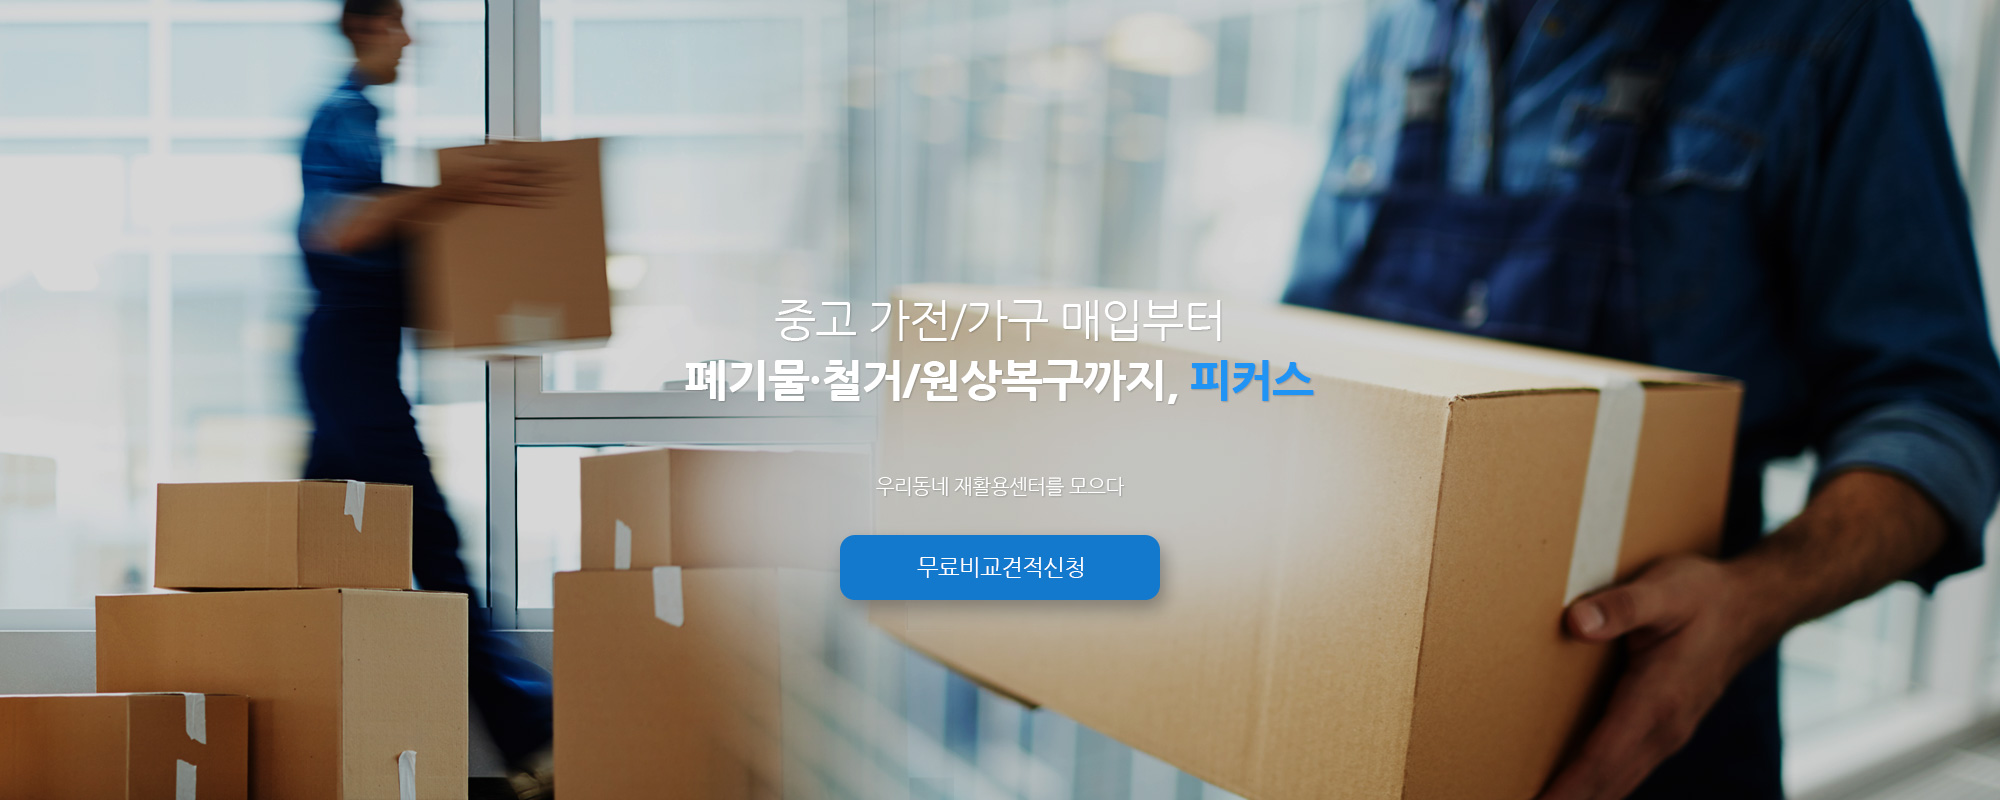 중고 가전/가구 매입부터
폐기물·철거/원상복구까지, 피커스
우리동네 재활용센터를 모으다
무료비교견적신청